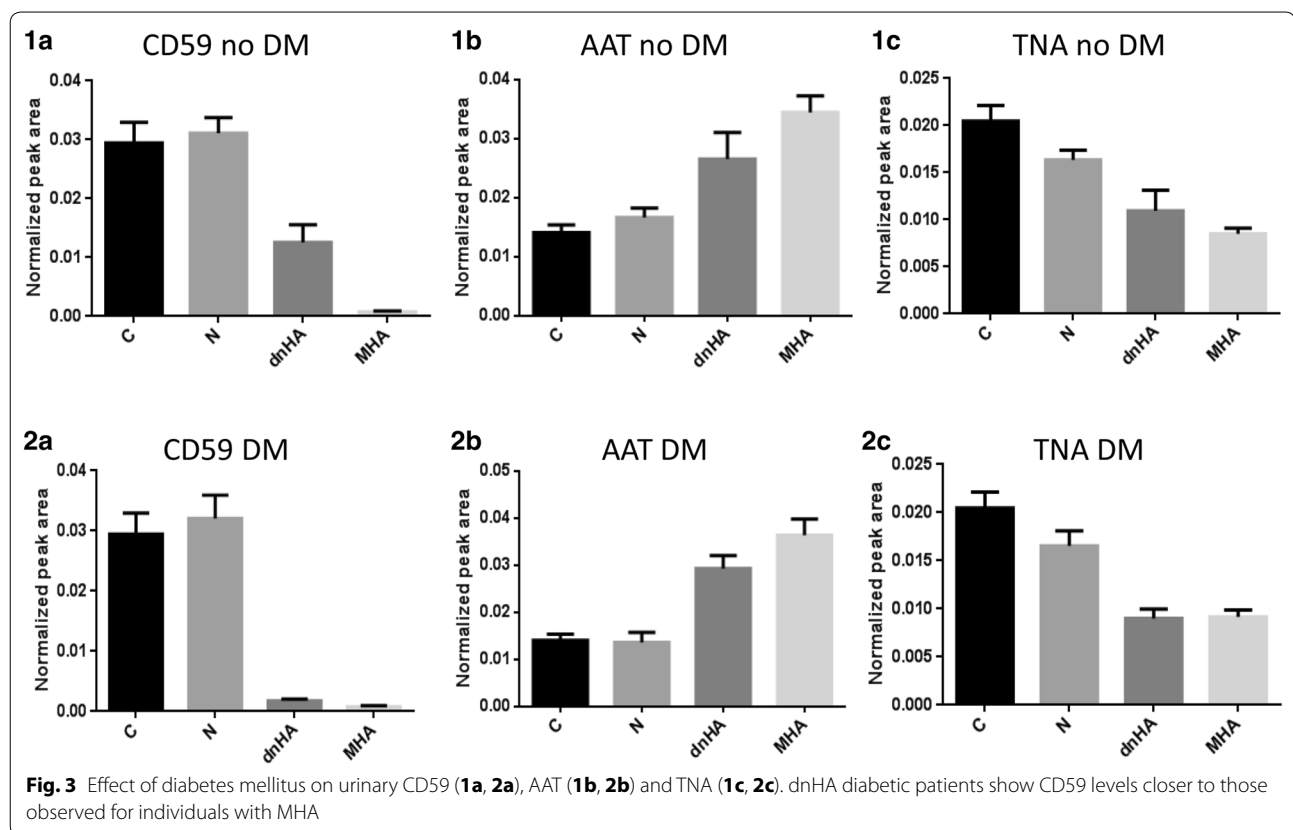 1a
CD59 no DM
Normalized peak area
0.04
0.03
0.02
0.01
0.00
C
N
dnHA
MHA
1b
AAT no DM
Normalized peak area
0.04
0.03
0.02
0.01
0.00
C
N
dnHA
MHA
1c
TNA no DM
Normalized peak area
0.025
0.020
0.015
0.010
0.005
0.000
C
N
dnHA
MHA
2a
CD59 DM
Normalized peak area
0.04
0.03
0.02
0.01
0.00
C
N
dnHA
MHA
2b
AAT DM
Normalized peak area
0.05
0.04
0.03
0.02
0.01
0.00
C
N
dnHA
MHA
2c
TNA DM
Normalized peak area
0.025
0.020
0.015
0.010
0.005
0.000
C
N
dnHA
MHA
Fig. 3 Effect of diabetes mellitus on urinary CD59 (1a, 2a), AAT (1b, 2b) and TNA (1c, 2c). dnHA diabetic patients show CD59 levels closer to those
observed for individuals with MHA